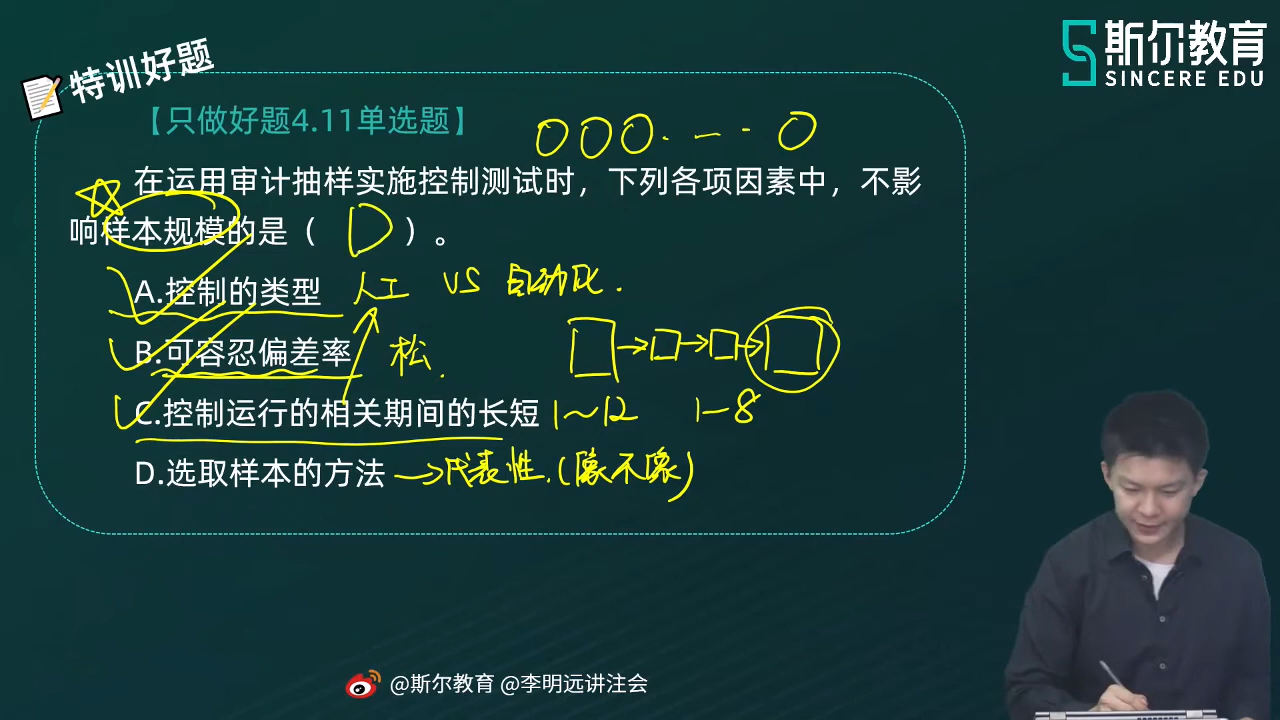 特训好题
斯尔教育
SINCERE EDU
【只做好题4.11单选题】
000.--·0
在运用审计抽样实施控制测试时，下列各项因素中，不影
响样本规模的是（ D ）。
A.控制的类型 人工 VS 自动化.
B.可容忍偏差率 松.
C.控制运行的相关期间的长短 1~12 1-8
D.选取样本的方法 →代表性.(像不像)
@斯尔教育 @李明远讲注会